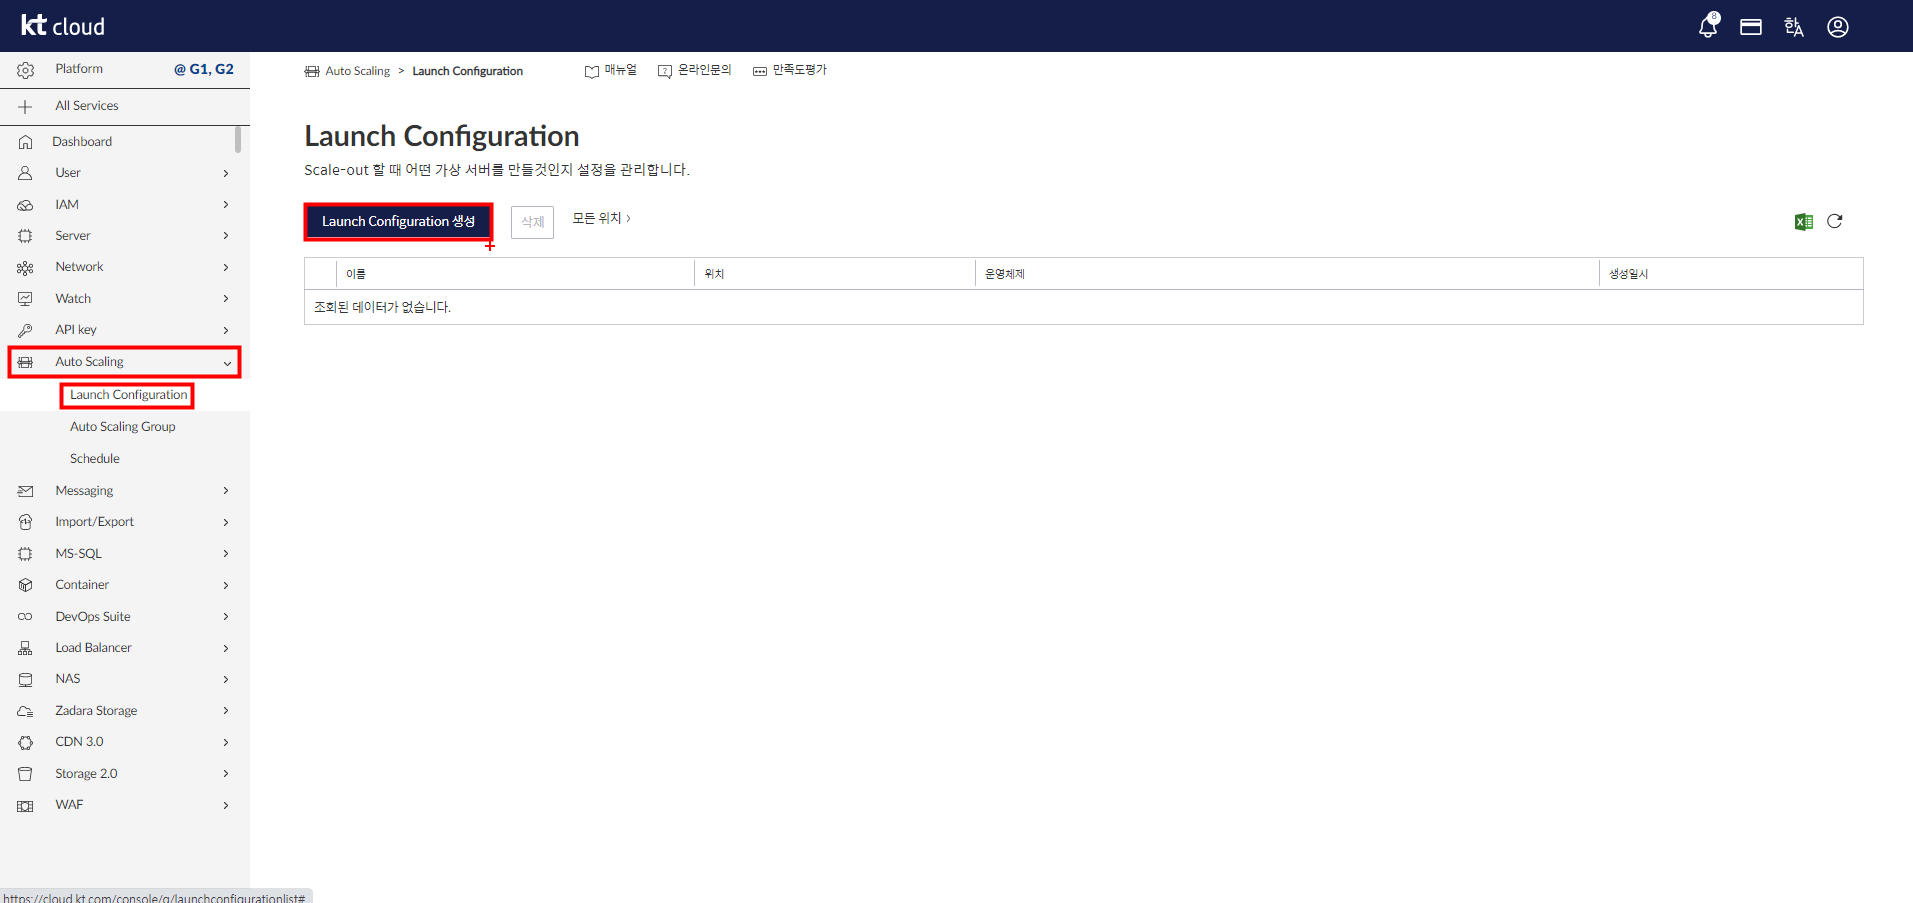 kt cloud
8
한A
Platform
@ G1, G2
All Services
Dashboard
User
IAM
Server
Network
Watch
API key
Auto Scaling
Launch Configuration
Auto Scaling Group
Schedule
Messaging
Import/Export
MS-SQL
Container
DevOps Suite
Load Balancer
NAS
Zadara Storage
CDN 3.0
Storage 2.0
WAF
Auto Scaling > Launch Configuration
매뉴얼
온라인문의
만족도평가
Launch Configuration
Scale-out 할 때 어떤 가상 서버를 만들것인지 설정을 관리합니다.
Launch Configuration 생성
삭제
모든 위치 >
이름
위치
운영체제
생성일시
조회된 데이터가 없습니다.
https://cloud.kt.com/console/g/launchconfigurationlist#